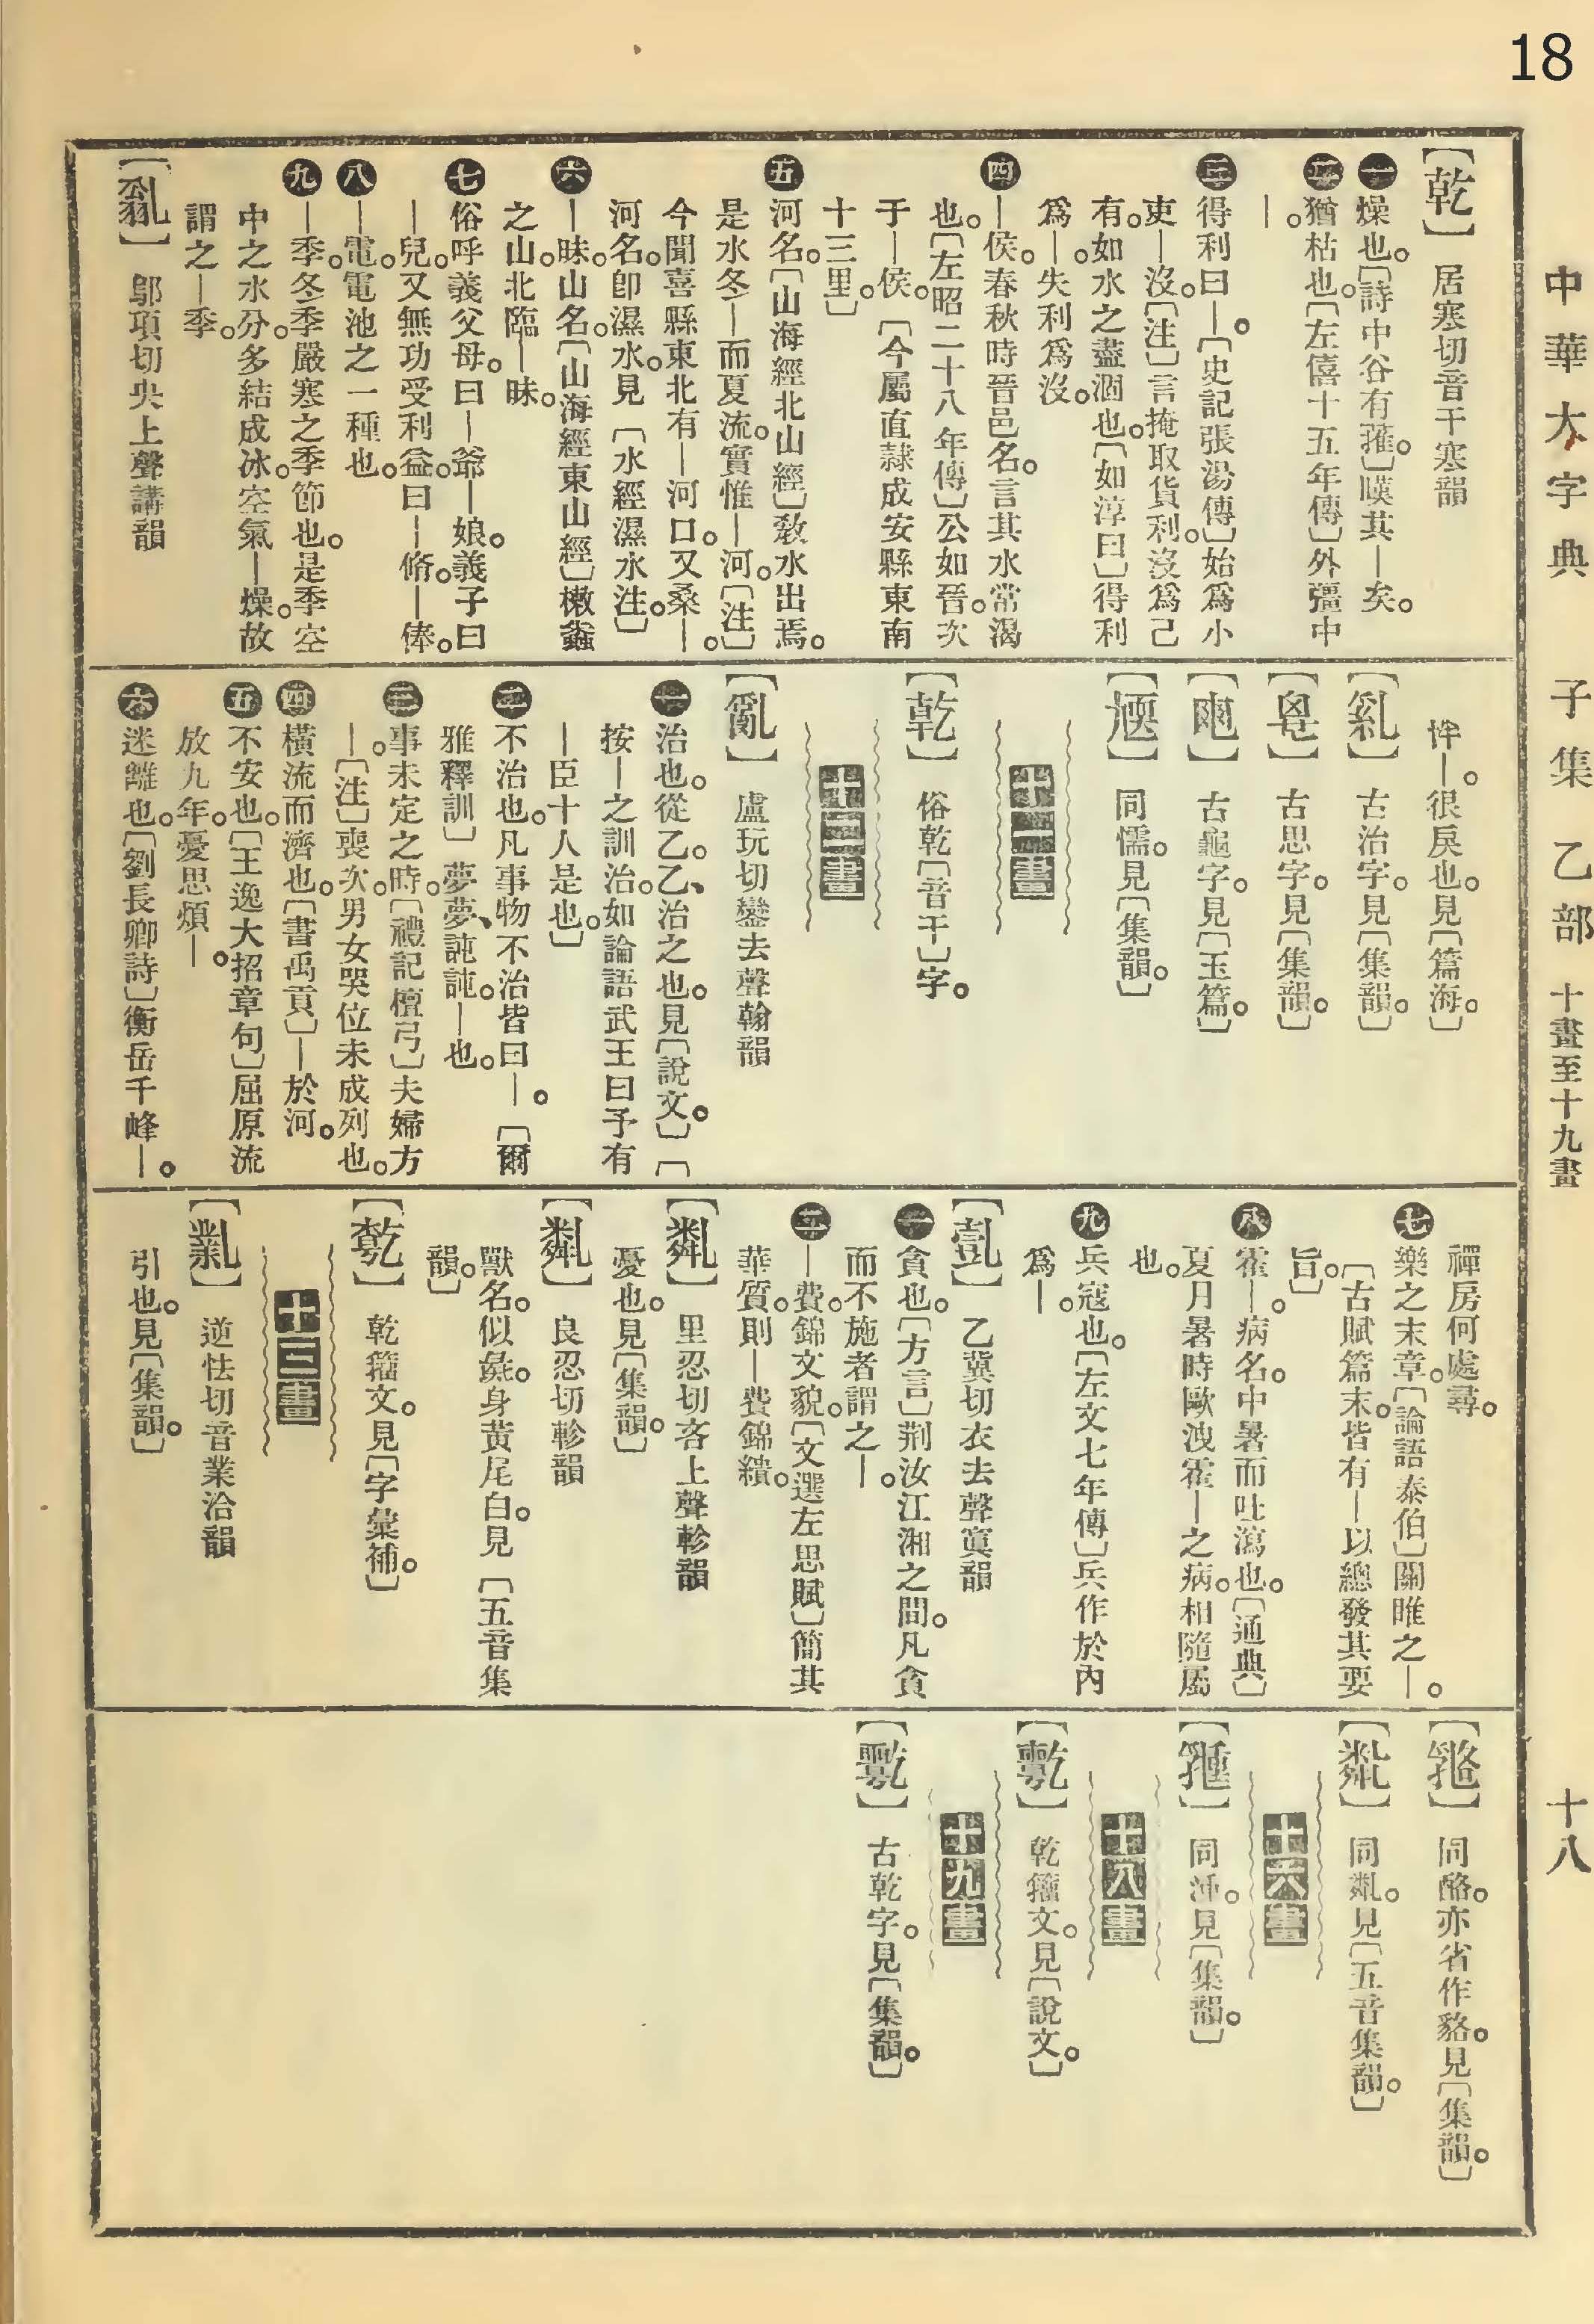 18
中華大字典 子集 乙部 十畫至十九畫 十八
【乾】 居寒切音干寒韻
㊀燥也。〔詩中谷有蓷。〕暵其｜矣。
㊁猶枯也。〔左僖十五年傳〕外彊中
｜。
㊂得利曰｜。〔史記張湯傳〕始爲小
吏｜沒。〔注〕言掩取貨利。沒爲己
有。如水之盡涸也。〔如淳曰〕得利
爲｜。失利爲沒。
㊃｜侯。春秋時晉邑名。言其水常渴
也。〔左昭二十八年傳〕公如晉。次
于｜侯。〔今屬直隸成安縣東南
十三里。〕
㊄河名。〔山海經北山經〕敎水出焉。
是水冬｜而夏流。實惟｜河。〔注〕
今聞喜縣東北有｜河口。又桑｜。
河名。卽濕水。見〔水經濕水注。〕
㊅｜昧。山名。〔山海經東山經〕樕𧑤
之山。北臨｜昧。
㊆俗呼義父母。曰｜爺｜娘。義子曰
｜兒。又無功受利益。曰｜脩。｜俸。
㊇｜電。電池之一種也。
㊈｜季。冬季嚴寒之季節也。是季空
中之水分。多結成冰。空氣｜燥。故
謂之｜季。
鄔項切央上聲講韻
悻｜。很戾也。見〔篇海。〕
古治字。見〔集韻。〕
古思字。見〔集韻。〕
古龜字。見〔玉篇。〕
同懦。見〔集韻。〕
十二畫
【乾】 俗乾〔音干〕字。
十三畫
【亂】 盧玩切鑾去聲翰韻
㊀治也。從乙。乙、治之也。見〔說文。〕〔
按｜之訓治。如論語武王曰予有
｜臣十人是也。〕
㊁不治也。凡事物不治皆曰｜。〔爾
雅釋訓〕夢夢、訰訰。｜也。
㊂事未定之時。〔禮記檀弓〕夫婦方
｜。〔注〕喪次。男女哭位未成列也。
㊃橫流而濟也。〔書禹貢〕｜於河。
㊄不安也。〔王逸大招章句〕屈原流
放九年。憂思煩｜。
㊅迷離也。〔劉長卿詩〕衡岳千峰｜。
禪房何處尋。
㊆樂之末章。〔論語泰伯〕關雎之｜。
〔古賦篇末。皆有｜以總發其要
旨。〕
㊇霍｜。病名。中暑而吐瀉也。〔通典〕
夏月暑時歐洩霍｜之病。相隨屬
也。
㊈兵寇也。〔左文七年傳〕兵作於內
爲｜。
【亄】 乙冀切衣去聲寘韻
㊀貪也。〔方言〕荆汝江湘之間。凡貪
而不施者謂之｜。
㊁｜費。錦文貌。〔文選左思賦〕簡其
華質。則｜費錦繢。
里忍切吝上聲軫韻
憂也。見〔集韻。〕
良忍切軫韻
獸名。似彘。身黃尾白。見〔五音集
韻。〕
乾籀文。見〔字彙補。〕
十三畫
逆怯切音業洽韻
引也。見〔集韻。〕
同䣩。亦省作貉。見〔集韻。〕
見〔五音集韻。〕
十六畫
同湩。見〔集韻。〕
十八畫
乾籀文。見〔說文。〕
十九畫
古乾字。見〔集韻。〕